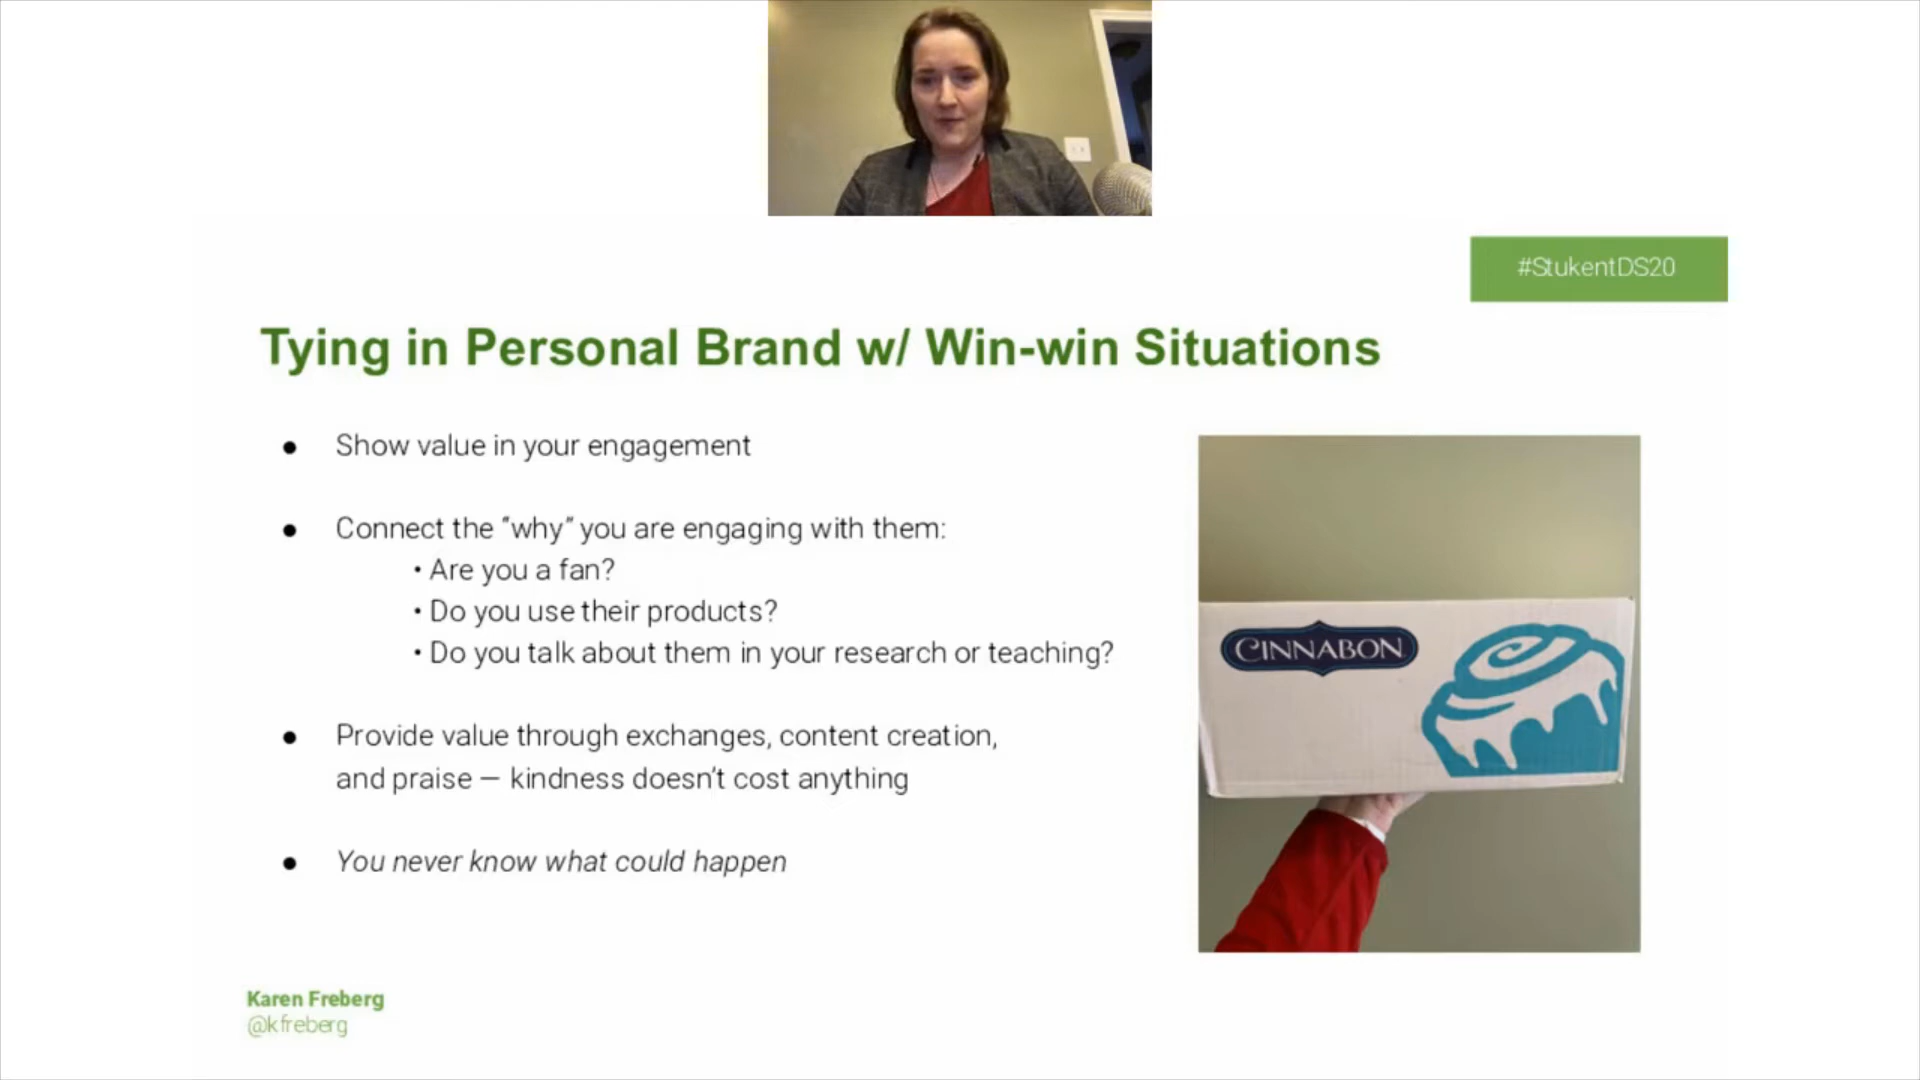 #StukentDS20
Tying in Personal Brand w/ Win-win Situations
● Show value in your engagement
● Connect the “why” you are engaging with them:
• Are you a fan?
• Do you use their products?
• Do you talk about them in your research or teaching?
● Provide value through exchanges, content creation,
and praise — kindness doesn’t cost anything
● You never know what could happen
CINNABON
Karen Freberg
@kfreberg